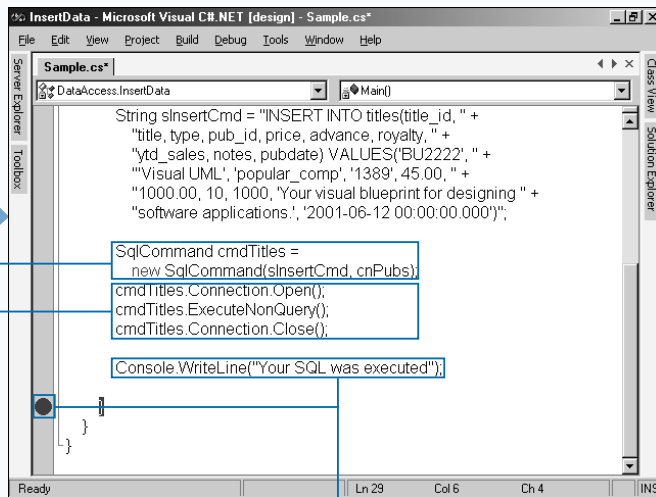 InsertData - Microsoft Visual C#.NET [design] - Sample.cs*
File Edit View Project Build Debug Tools Window Help
Server Explorer
Toolbox
Sample.cs*
Class View
Solution Explorer
DataAccess.InsertData
Main()
String sInsertCmd = "INSERT INTO titles(title_id, " +
"title, type, pub_id, price, advance, royalty, " +
"ytd_sales, notes, pubdate) VALUES('BU2222', " +
"'Visual UML', 'popular_comp', '1389', 45.00, " +
"1000.00, 10, 1000, 'Your visual blueprint for designing " +
"software applications.', '2001-06-12 00:00:00.000')";
SqlCommand cmdTitles =
new SqlCommand(sInsertCmd, cnPubs);
cmdTitles.Connection.Open();
cmdTitles.ExecuteNonQuery();
cmdTitles.Connection.Close();
Console.WriteLine("Your SQL was executed");
}
}
}
Ready Ln 29 Col 6 Ch 4 INS